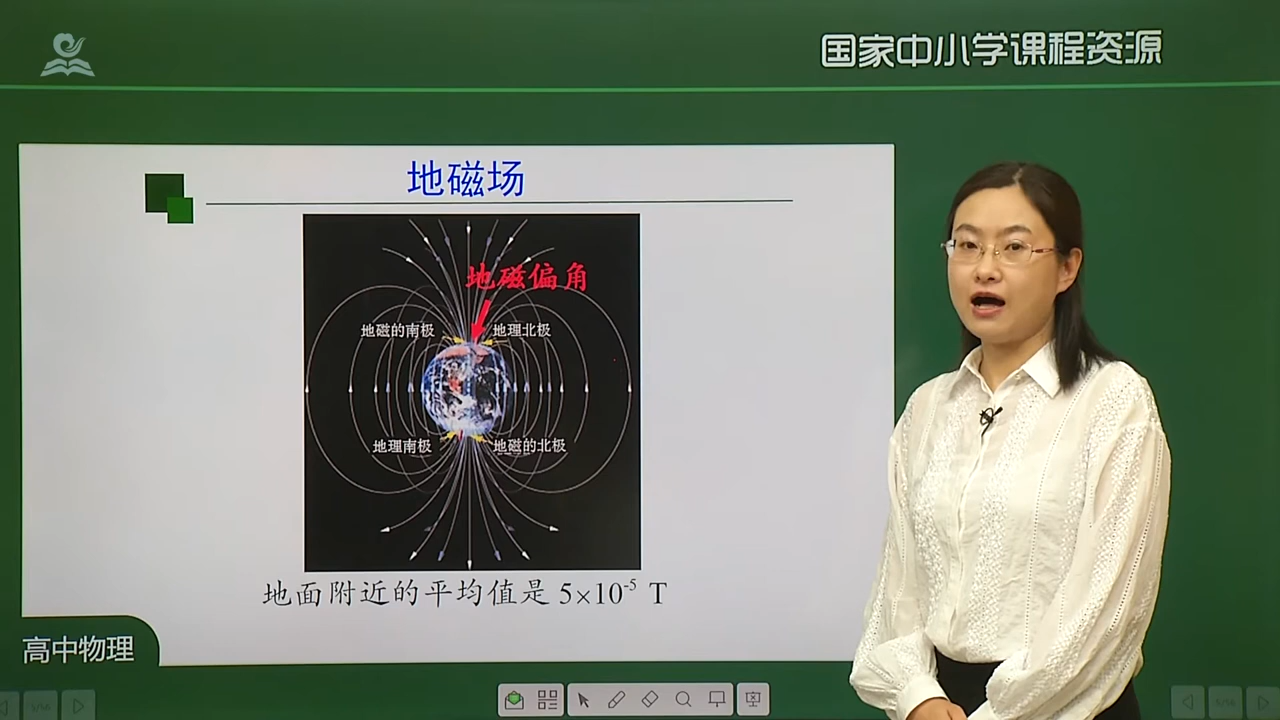 国家中小学课程资源
地磁场
地磁偏角
地磁的南极 地理北极
地理南极 地磁的北极
地面附近的平均值是 5×10⁻⁵ T
高中物理